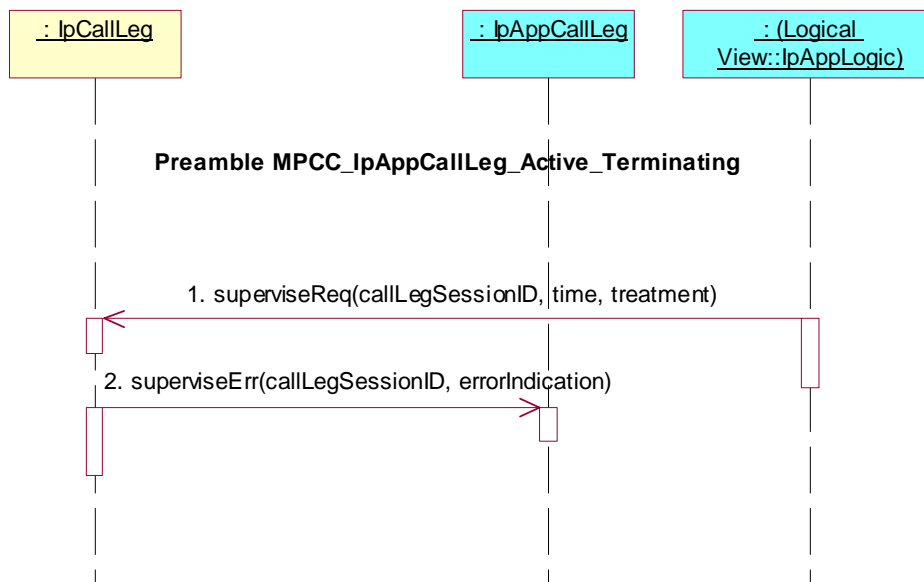 : IpCallLeg
: IpAppCallLeg
: (Logical
View::IpAppLogic)
Preamble MPCC_IpAppCallLeg_Active_Terminating
1. superviseReq(callLegSessionID, time, treatment)
2. superviseErr(callLegSessionID, errorIndication)